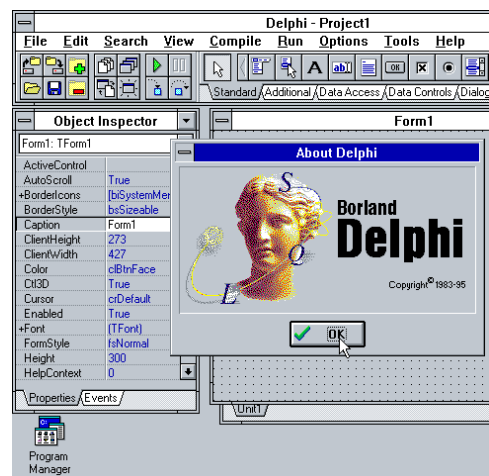 Delphi - Project1
File Edit Search View Compile Run Options Tools Help
A ab OK
Standard Additional Data Access Data Controls Dialog
Object Inspector
Form1: TForm1
ActiveControl
AutoScroll True
+BorderIcons [biSystemMen
BorderStyle bsSizeable
Caption Form1
ClientHeight 273
ClientWidth 427
Color clBtnFace
Ctl3D True
Cursor crDefault
Enabled True
+Font (TFont)
FormStyle fsNormal
Height 300
HelpContext 0
Properties Events
Form1
About Delphi
S
Q
L
Borland
Delphi
Copyright© 1983-95
OK
Unit1
Program
Manager